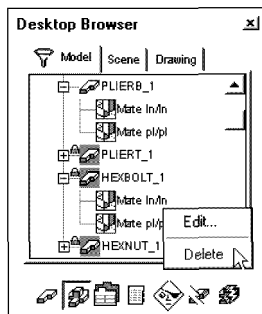 Desktop Browser
Model Scene Drawing
PLIERB_1
Mate ln/ln
Mate pl/pl
PLIERT_1
HEXBOLT_1
Mate ln/ln
Mate pl/p
HEXNUT_1
Edit...
Delete